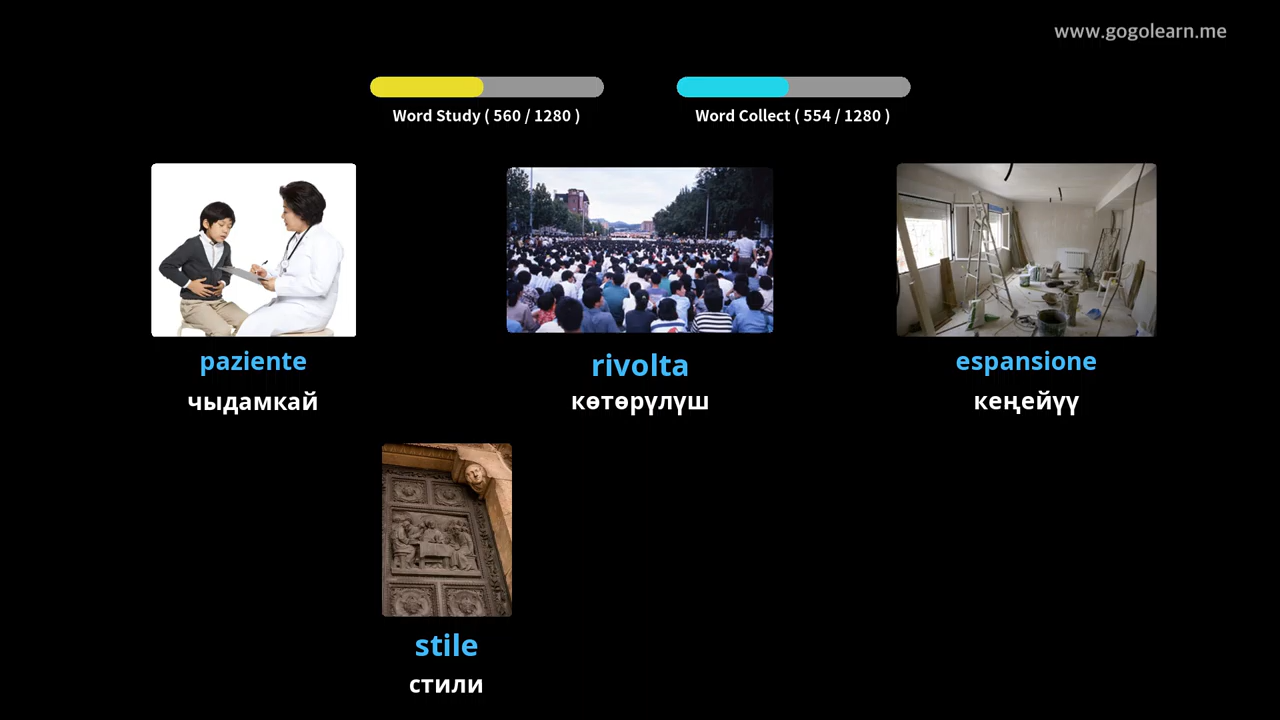 www.gogolearn.me
Word Study ( 560 / 1280 )
Word Collect ( 554 / 1280 )
paziente
чыдамкай
rivolta
көтөрүлүш
espansione
кеңейүү
stile
стили